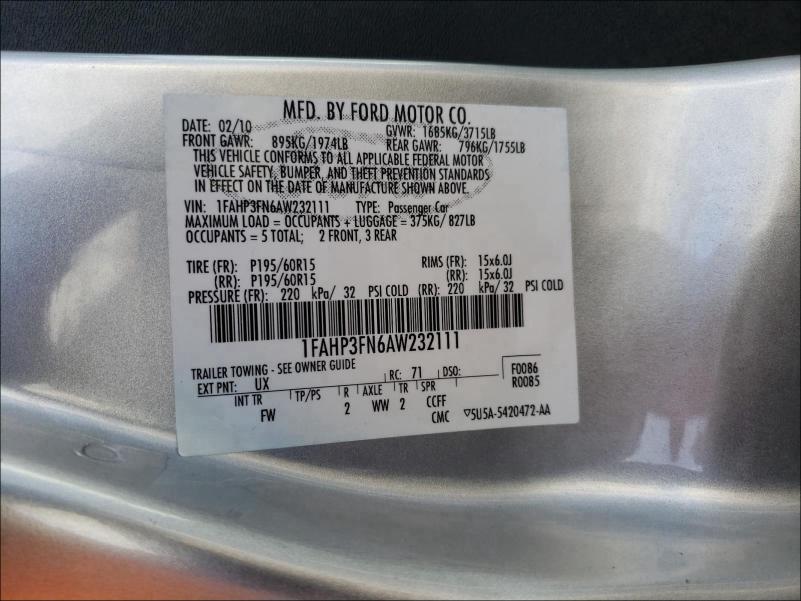 MFD. BY FORD MOTOR CO.
DATE: 02/10 GVWR: 1685KG/3715LB
FRONT GAWR: 895KG/1974LB REAR GAWR: 796KG/1755LB
THIS VEHICLE CONFORMS TO ALL APPLICABLE FEDERAL MOTOR
VEHICLE SAFETY, BUMPER, AND THEFT PREVENTION STANDARDS
IN EFFECT ON THE DATE OF MANUFACTURE SHOWN ABOVE.
VIN: 1FAHP3FN6AW232111 TYPE: Passenger Car
MAXIMUM LOAD = OCCUPANTS + LUGGAGE = 375KG/ 827LB
OCCUPANTS = 5 TOTAL; 2 FRONT, 3 REAR
TIRE (FR): P195/60R15 RIMS (FR): 15x6.0J
(RR): P195/60R15 (RR): 15x6.0J
PRESSURE (FR): 220 kPa/ 32 PSI COLD (RR): 220 kPa/ 32 PSI COLD
1FAHP3FN6AW232111
TRAILER TOWING - SEE OWNER GUIDE
EXT PNT: UX RC: 71 DSO: F0086
R0085
INT TR TP/PS R AXLE TR SPR
FW 2 WW 2 CCFF
CMC ▽5U5A-5420472-AA